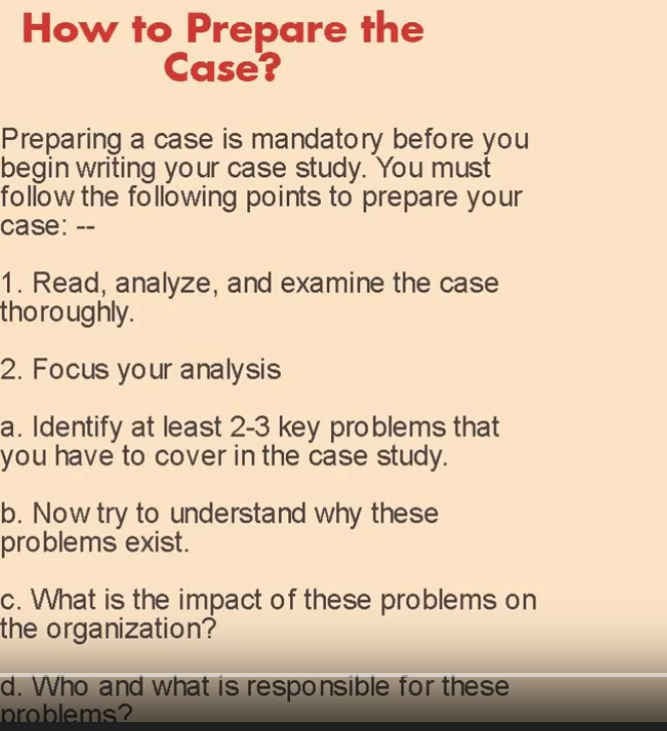 How to Prepare the
Case?
Preparing a case is mandatory before you
begin writing your case study. You must
follow the following points to prepare your
case: --
1. Read, analyze, and examine the case
thoroughly.
2. Focus your analysis
a. Identify at least 2-3 key problems that
you have to cover in the case study.
b. Now try to understand why these
problems exist.
c. What is the impact of these problems on
the organization?
d. Who and what is responsible for these
problems?